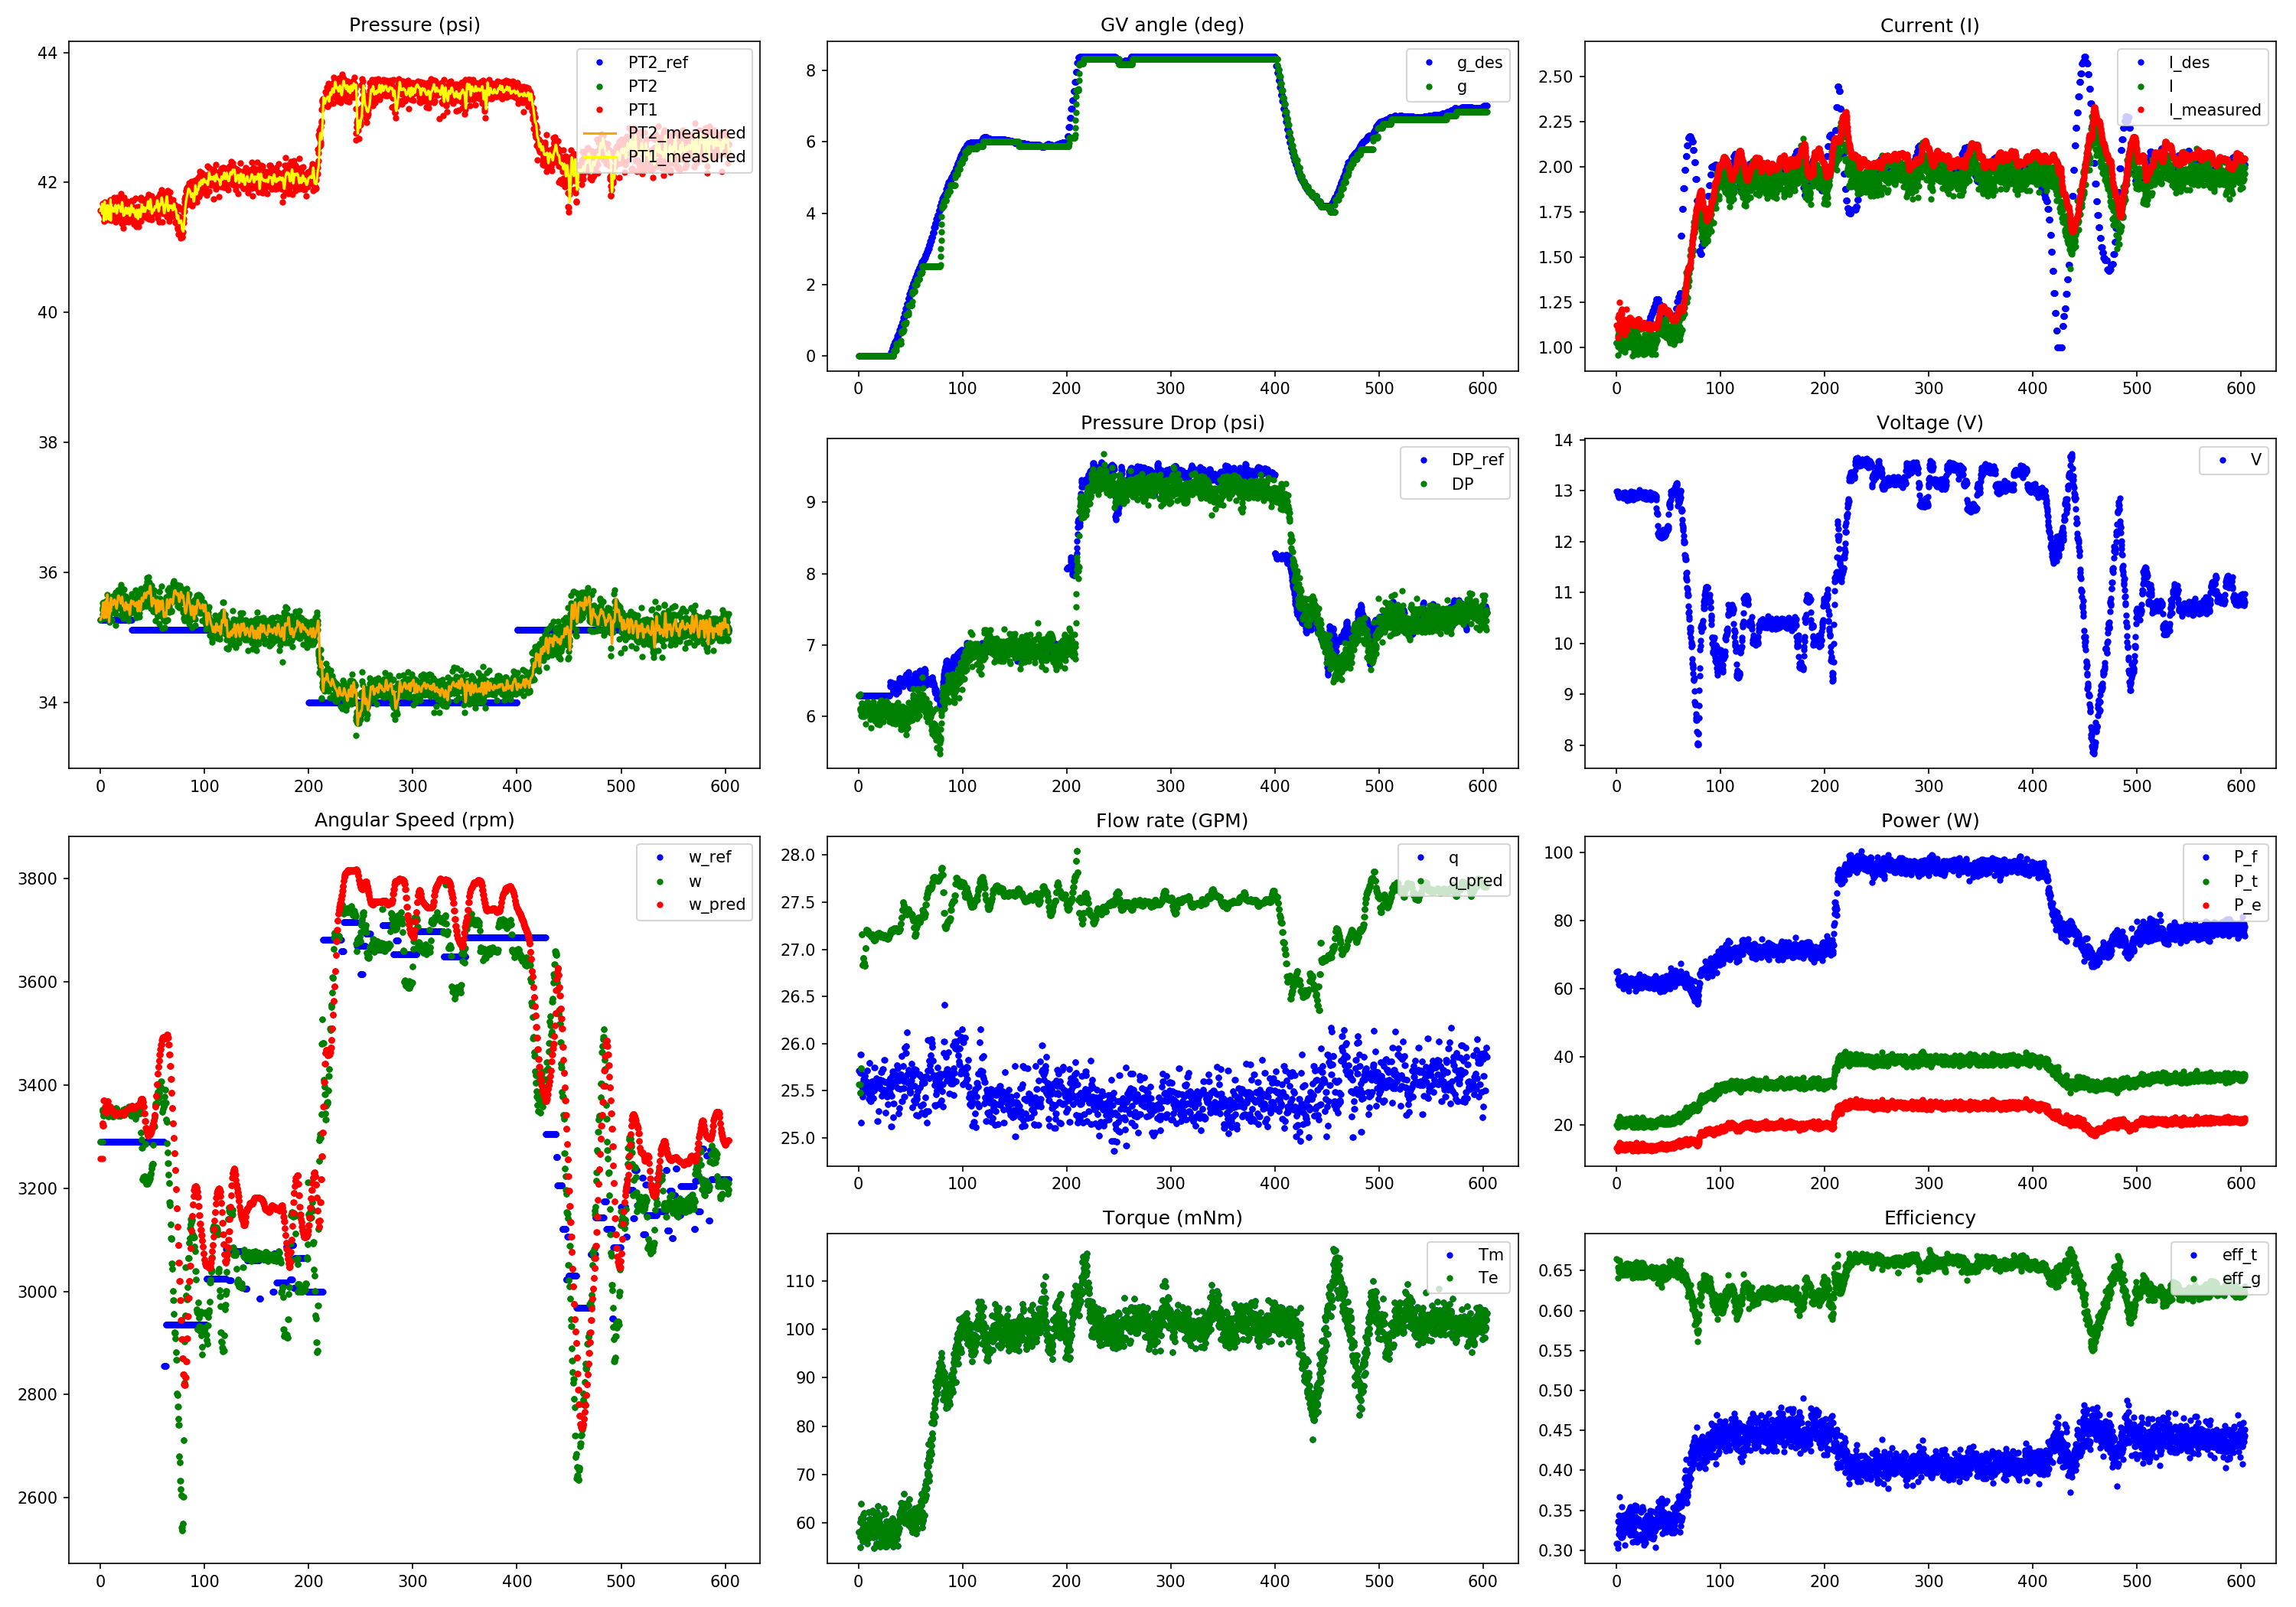 Pressure (psi)
PT2_ref
PT2
PT1
PT2_measured
PT1_measured
44
42
40
38
36
34
0 100 200 300 400 500 600
GV angle (deg)
g_des
g
8
6
4
2
0
0 100 200 300 400 500 600
Current (I)
I_des
I
I_measured
2.50
2.25
2.00
1.75
1.50
1.25
1.00
0 100 200 300 400 500 600
Pressure Drop (psi)
DP_ref
DP
9
8
7
6
0 100 200 300 400 500 600
Voltage (V)
V
14
13
12
11
10
9
8
0 100 200 300 400 500 600
Angular Speed (rpm)
w_ref
w
w_pred
3800
3600
3400
3200
3000
2800
2600
0 100 200 300 400 500 600
Flow rate (GPM)
q
q_pred
28.0
27.5
27.0
26.5
26.0
25.5
25.0
0 100 200 300 400 500 600
Power (W)
P_f
P_t
P_e
100
80
60
40
20
0 100 200 300 400 500 600
Torque (mNm)
Tm
Te
110
100
90
80
70
60
0 100 200 300 400 500 600
Efficiency
eff_t
eff_g
0.65
0.60
0.55
0.50
0.45
0.40
0.35
0.30
0 100 200 300 400 500 600